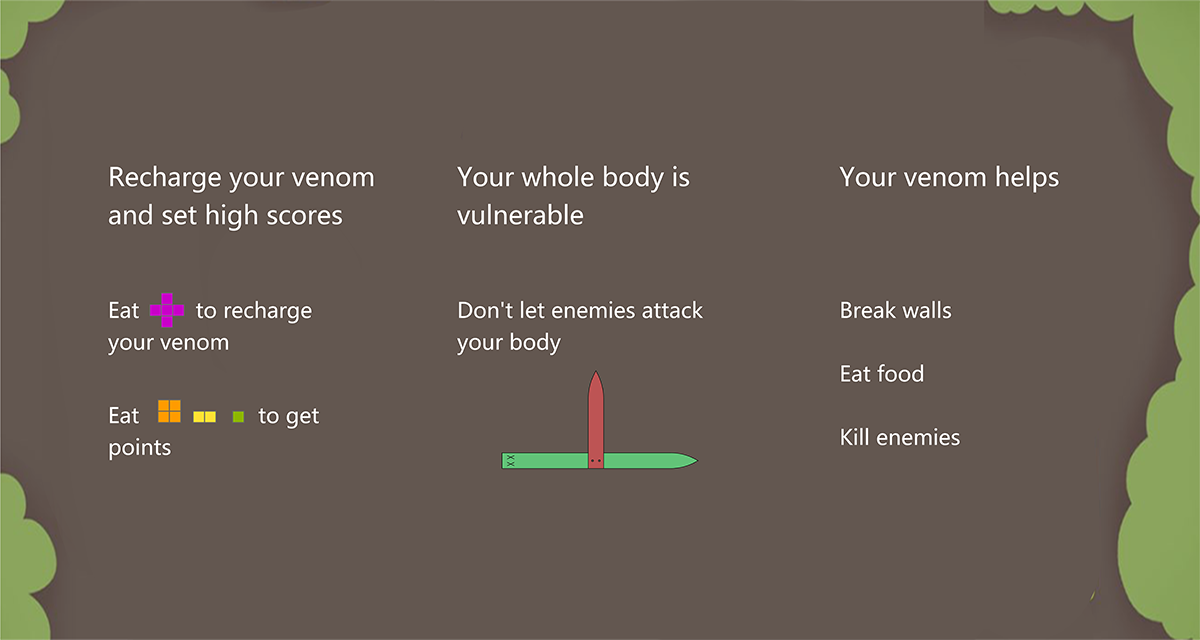 Recharge your venom
and set high scores
Eat to recharge
your venom
Eat to get
points
Your whole body is
vulnerable
Don't let enemies attack
your body
Your venom helps
Break walls
Eat food
Kill enemies